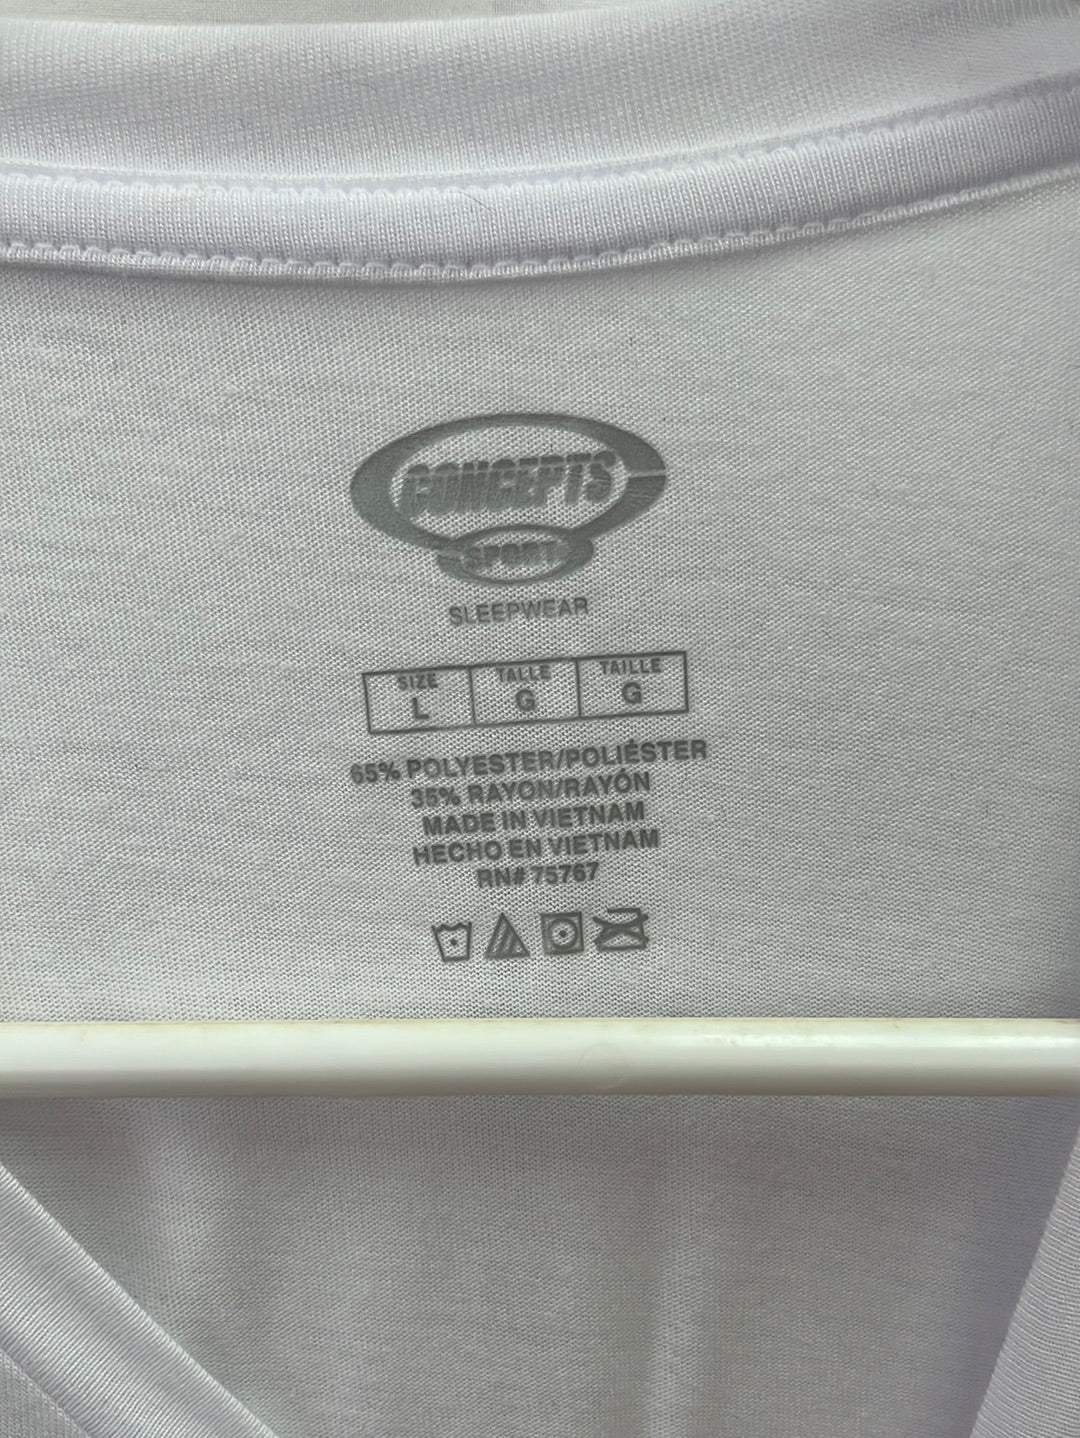 CONCEPTS
SPORT
SLEEPWEAR
SIZE TALLE TAILLE
L G G
65% POLYESTER/POLIÉSTER
35% RAYON/RAYÓN
MADE IN VIETNAM
HECHO EN VIETNAM
RN# 75767